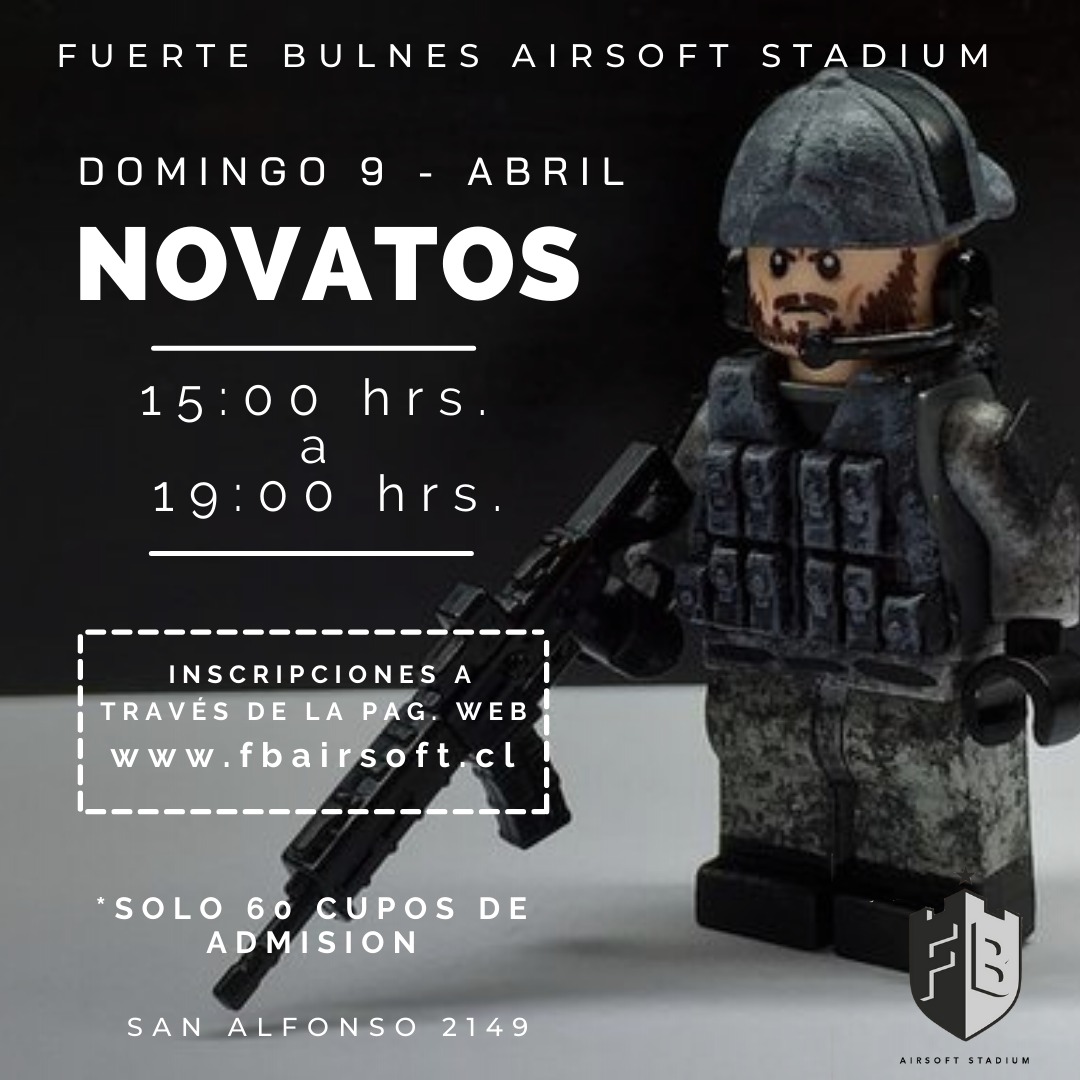 FUERTE BULNES AIRSOFT STADIUM
DOMINGO 9 - ABRIL
NOVATOS
15:00 hrs.
a
19:00 hrs.
INSCRIPCIONES A
TRAVÉS DE LA PAG. WEB
www.fbairsoft.cl
*SOLO 60 CUPOS DE
ADMISION
SAN ALFONSO 2149
FB
AIRSOFT STADIUM